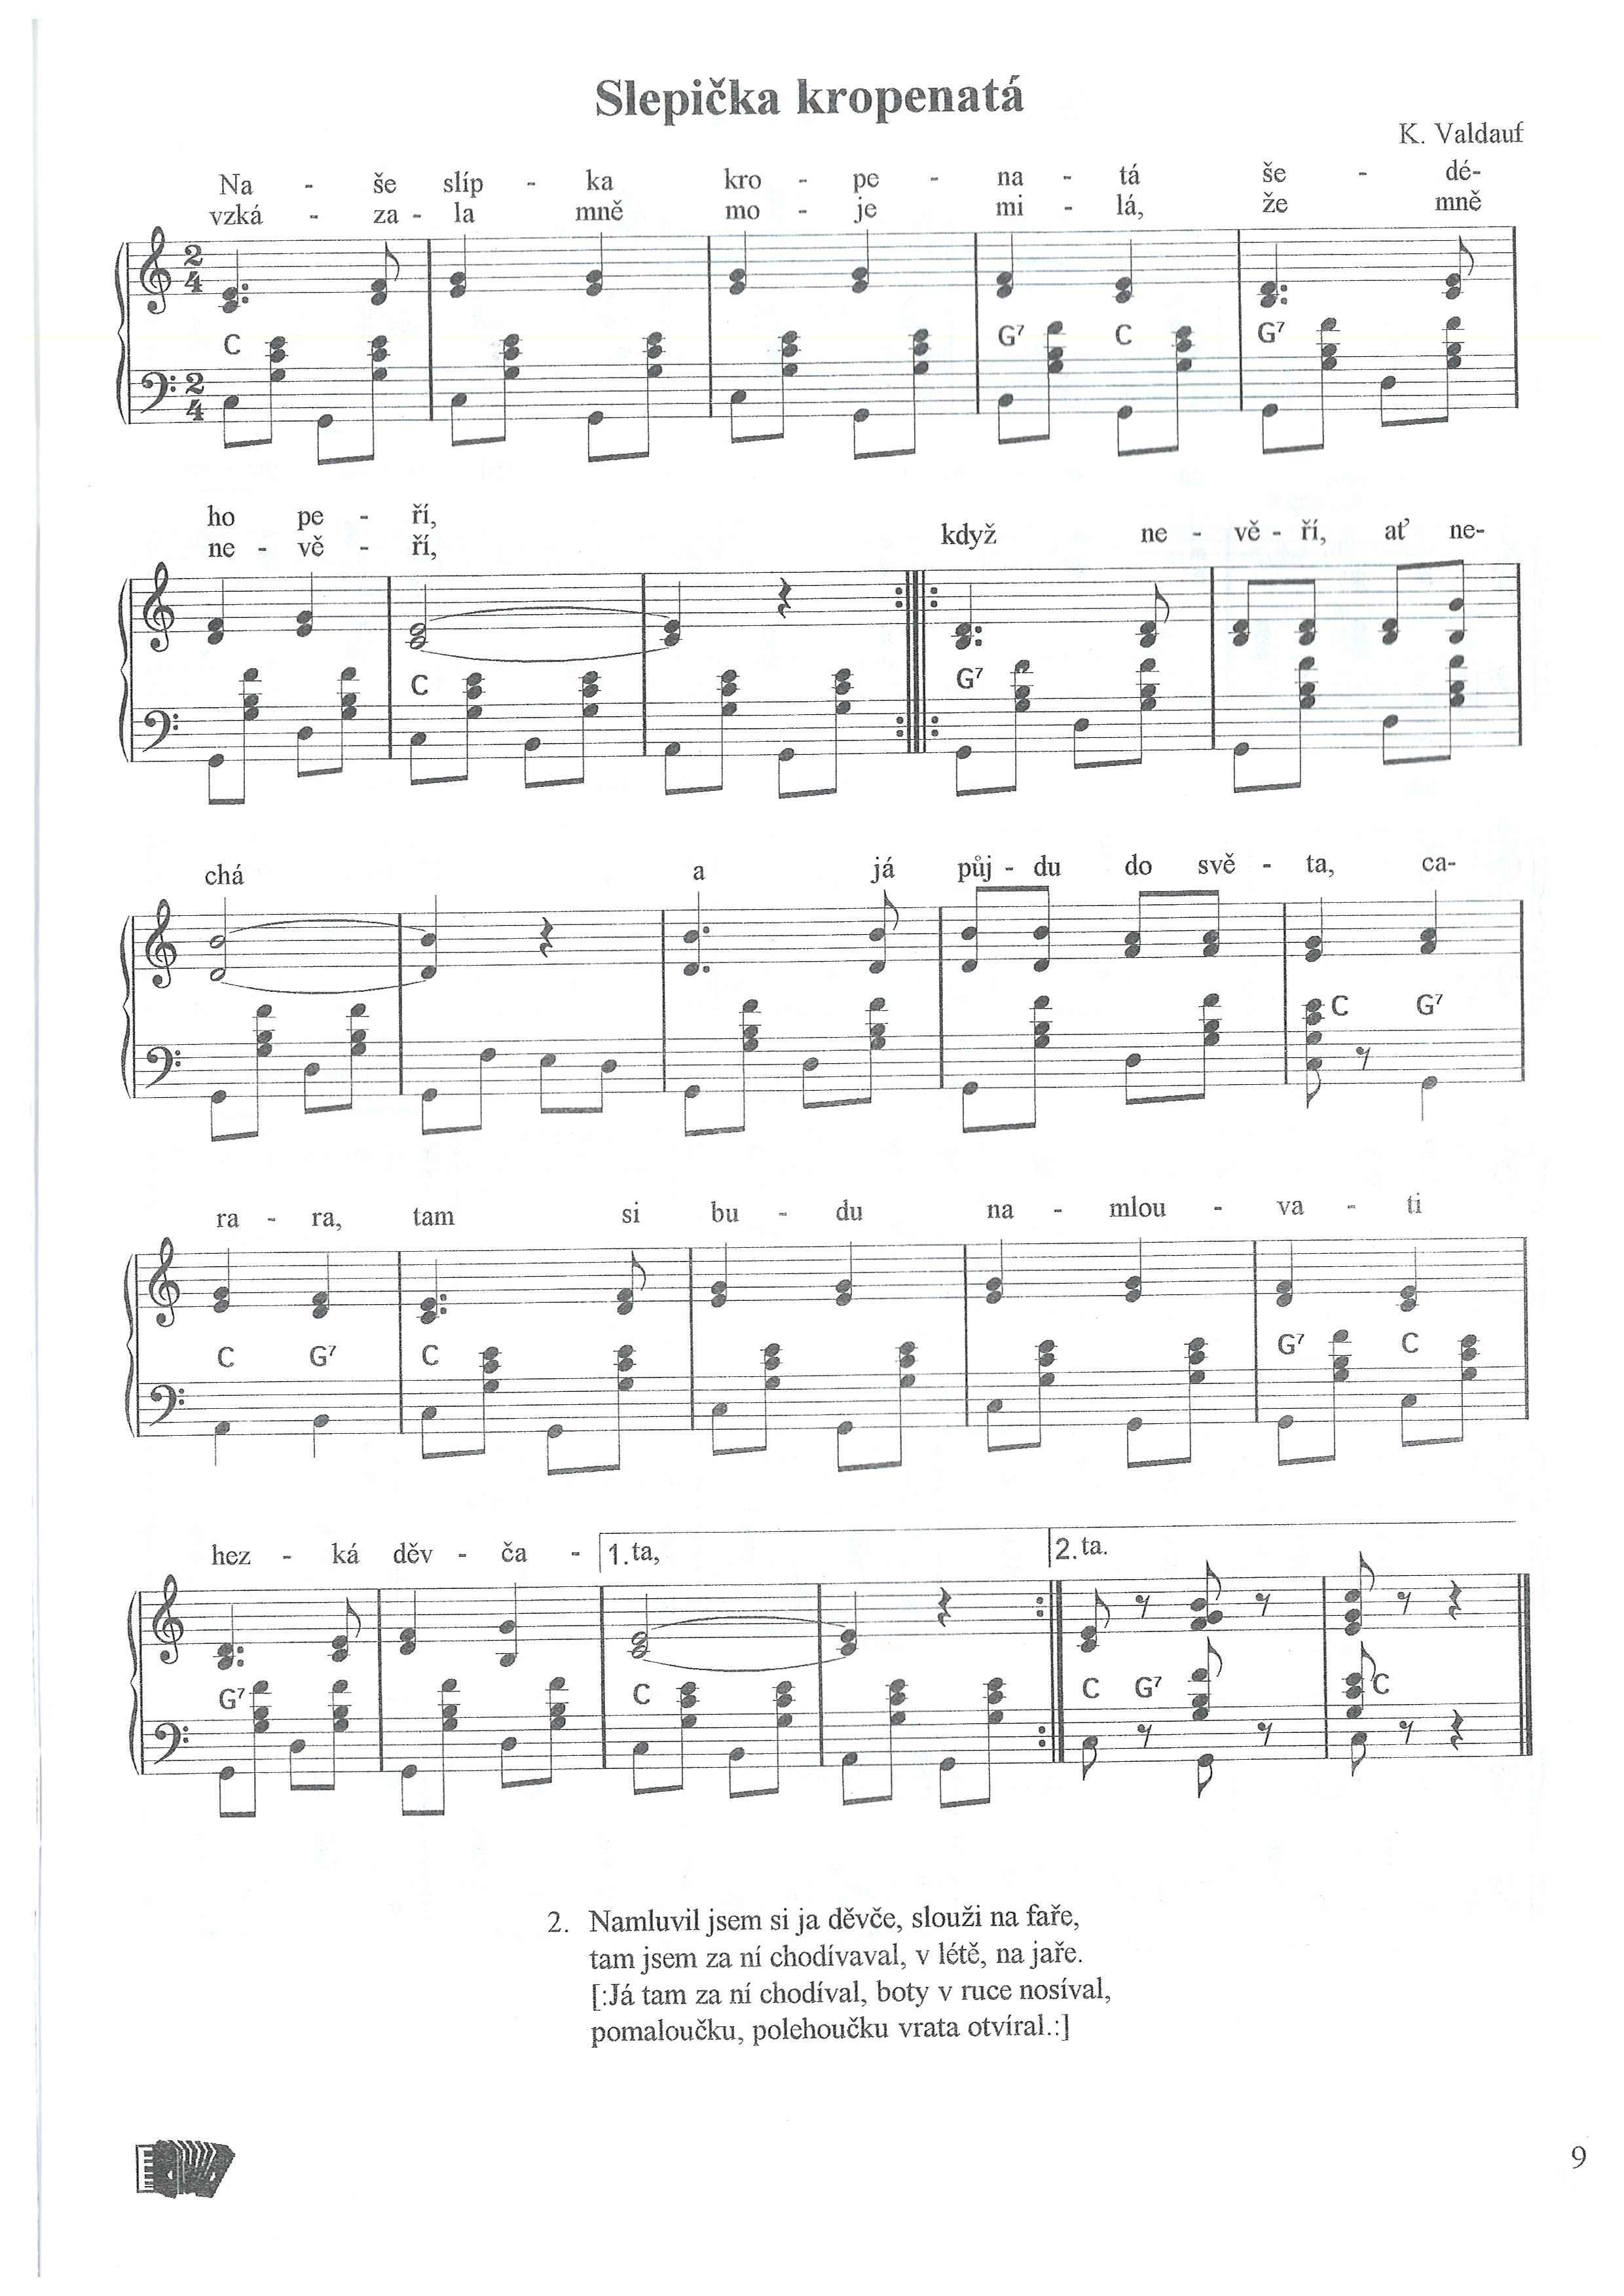 Slepička kropenatá
K. Valdauf
Na - še slíp - ka kro - pe - na - tá še - dé-
vzká - za - la mně mo - je mi - lá, že mně
2 4
C G7 C G7
2 4
ho pe - ří,
ne - vě - ří, když ne - vě - ří, ať ne-
C G7
chá a já půj - du do svě - ta, ca-
C G7
ra - ra, tam si bu - du na - mlou - va - ti
C G7 C G7 C
hez - ká děv - ča - 1. ta, 2. ta.
G7 C C G7 C
2. Namluvil jsem si ja děvče, slouži na faře,
tam jsem za ní chodívaval, v létě, na jaře.
[:Já tam za ní chodíval, boty v ruce nosíval,
pomaloučku, polehoučku vrata otvíral.:]
9